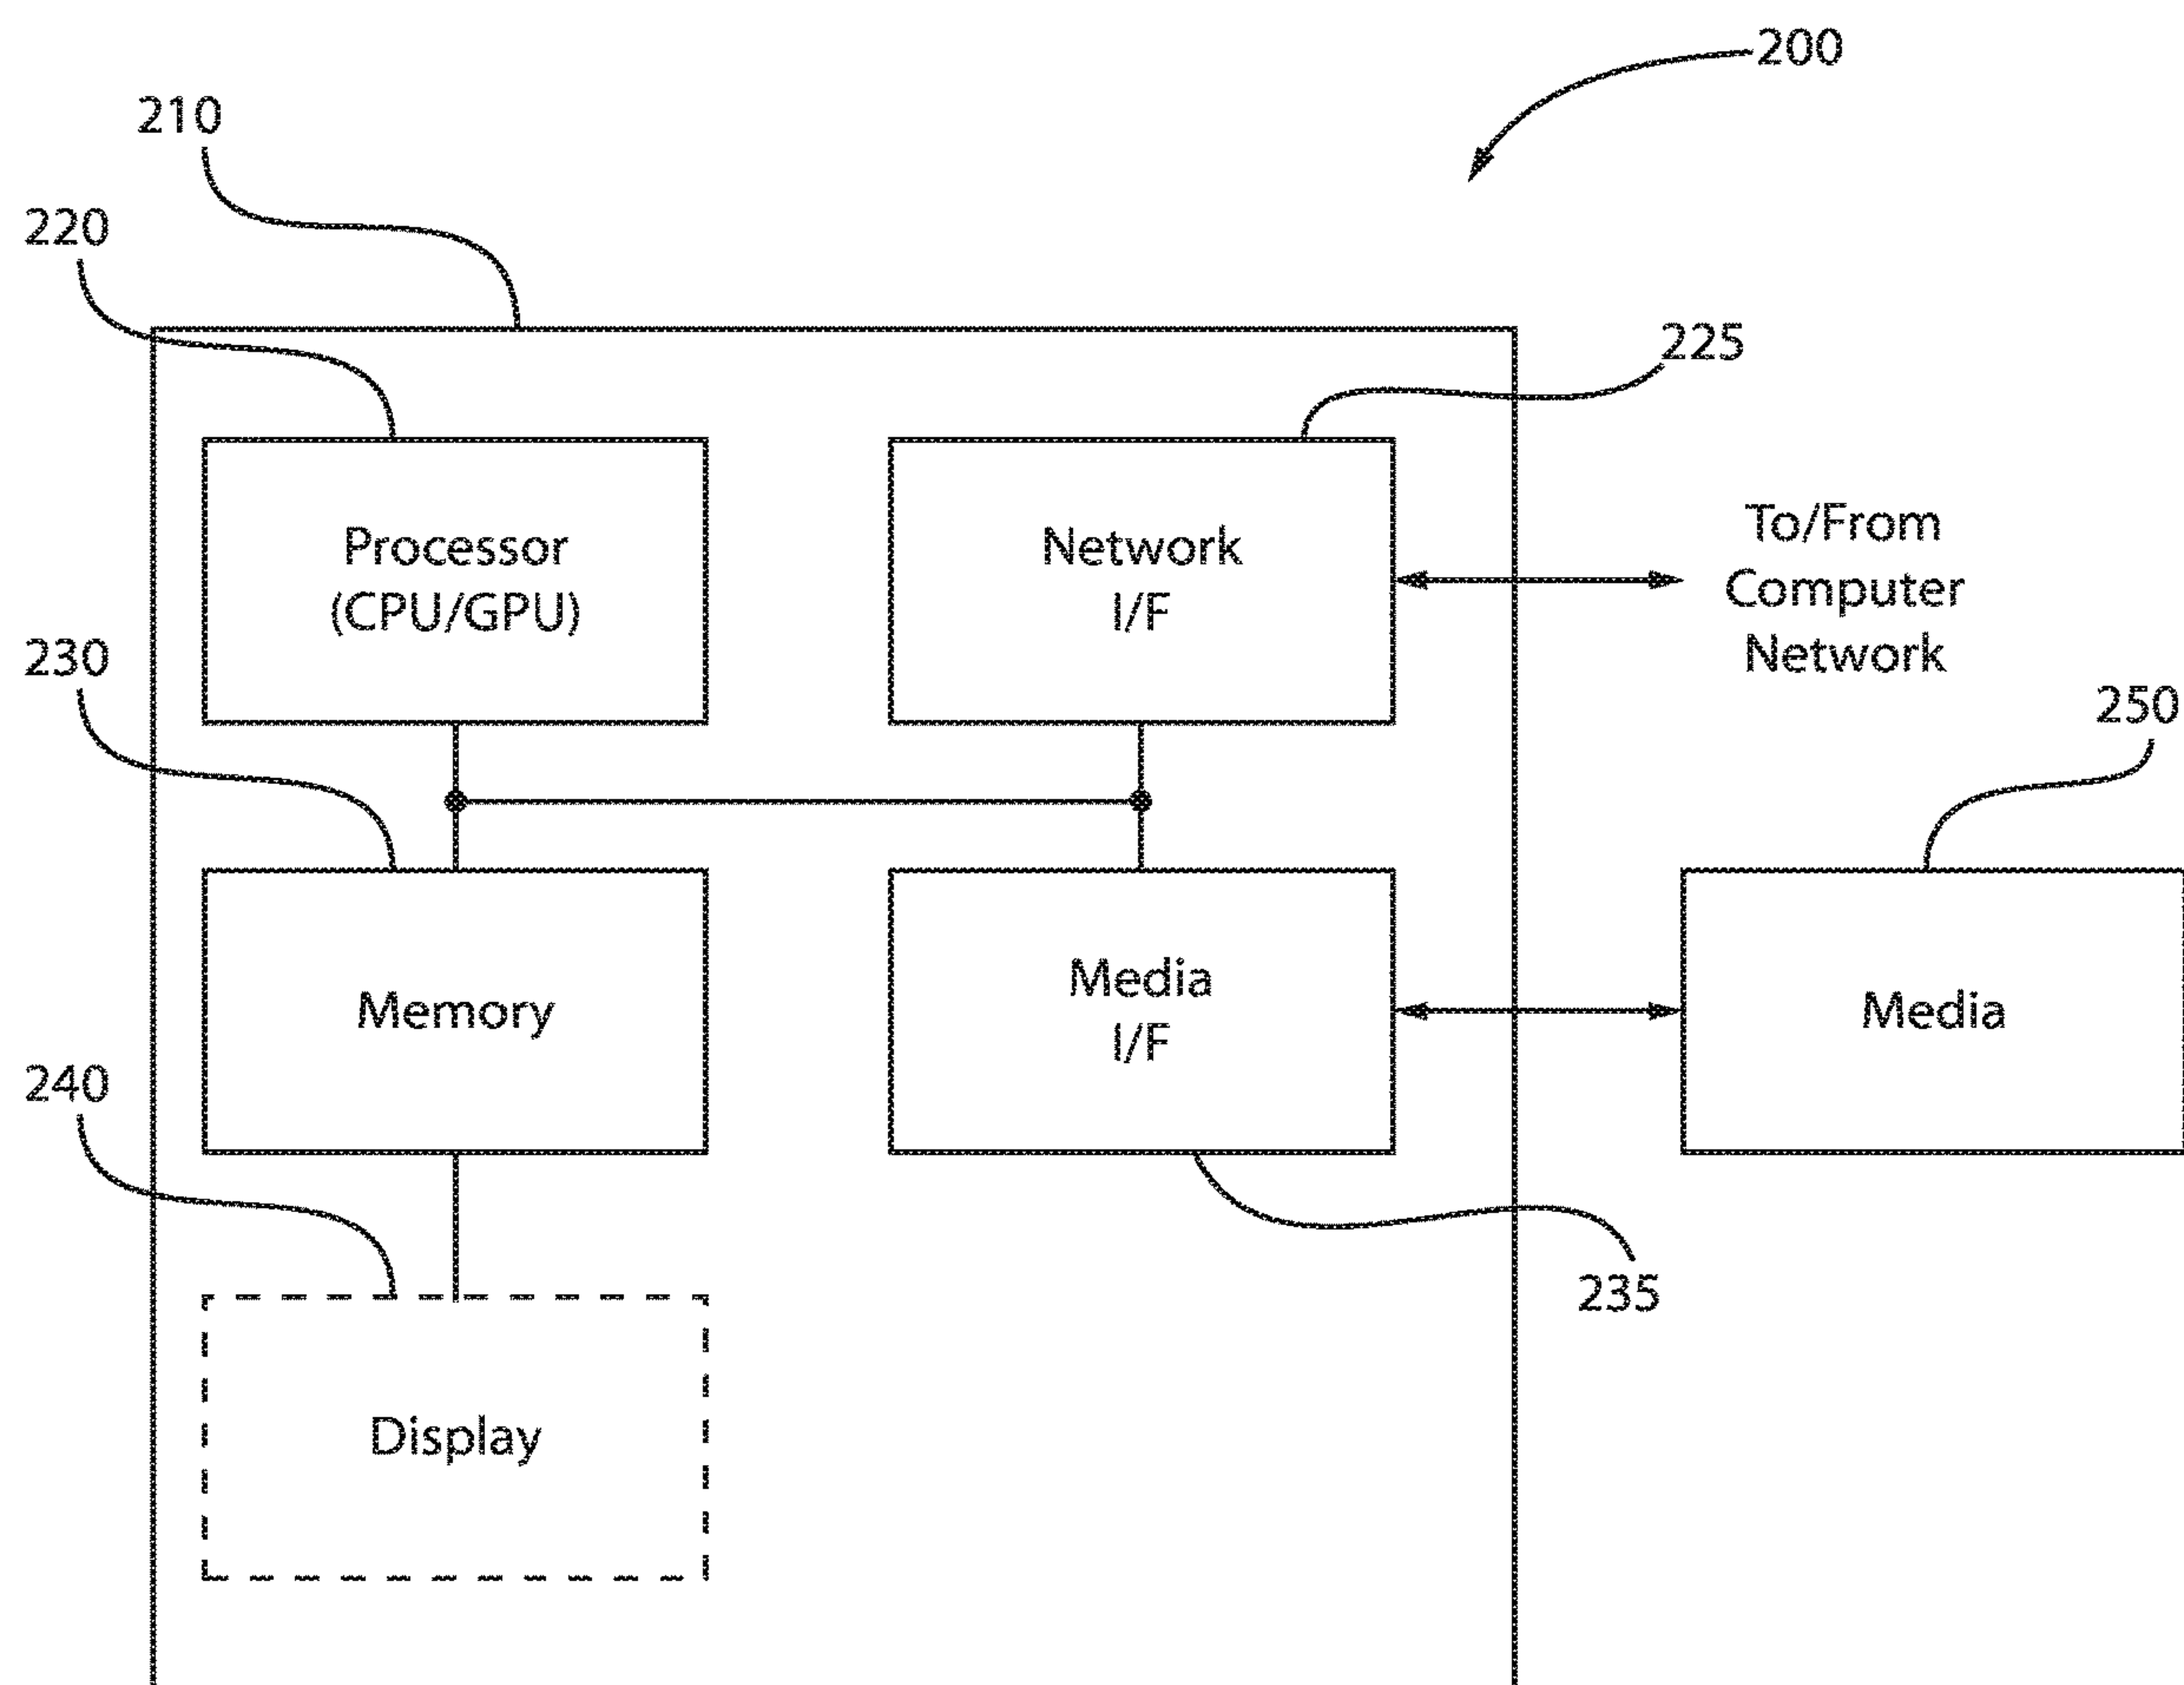 200
210
220
225
Processor
(CPU/GPU)
Network
I/F
To/From
Computer
Network
230
250
Memory
Media
I/F
Media
240
235
Display